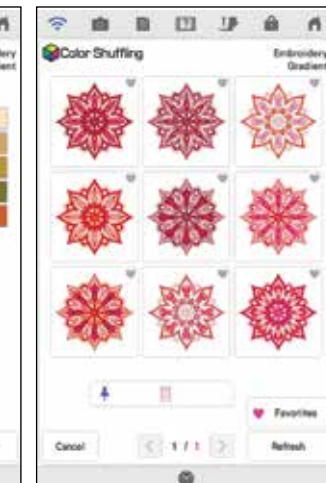 Color Shuffling
Embroidery
Gradient
Favorites
Cancel
1 / 1
Refresh